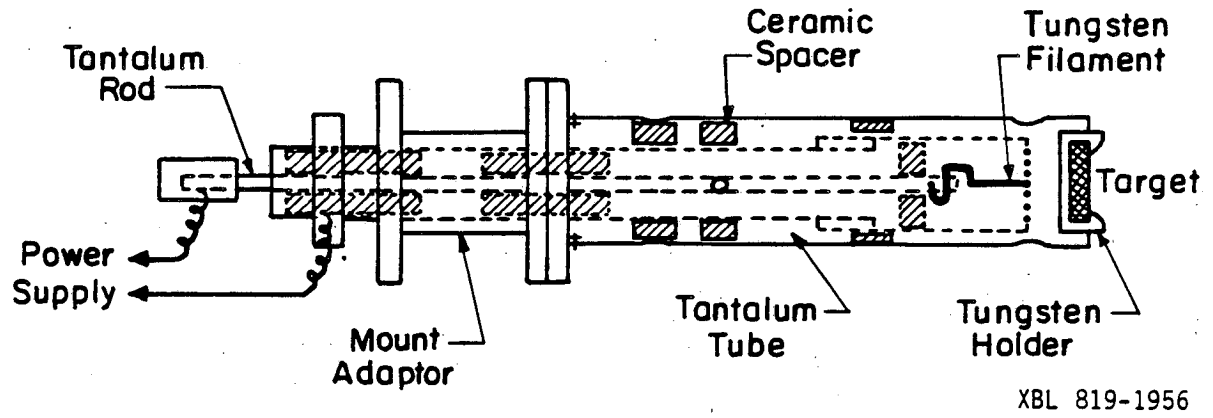 Tantalum
Rod
Ceramic
Spacer
Tungsten
Filament
Target
Power
Supply
Mount
Adaptor
Tantalum
Tube
Tungsten
Holder
XBL 819-1956